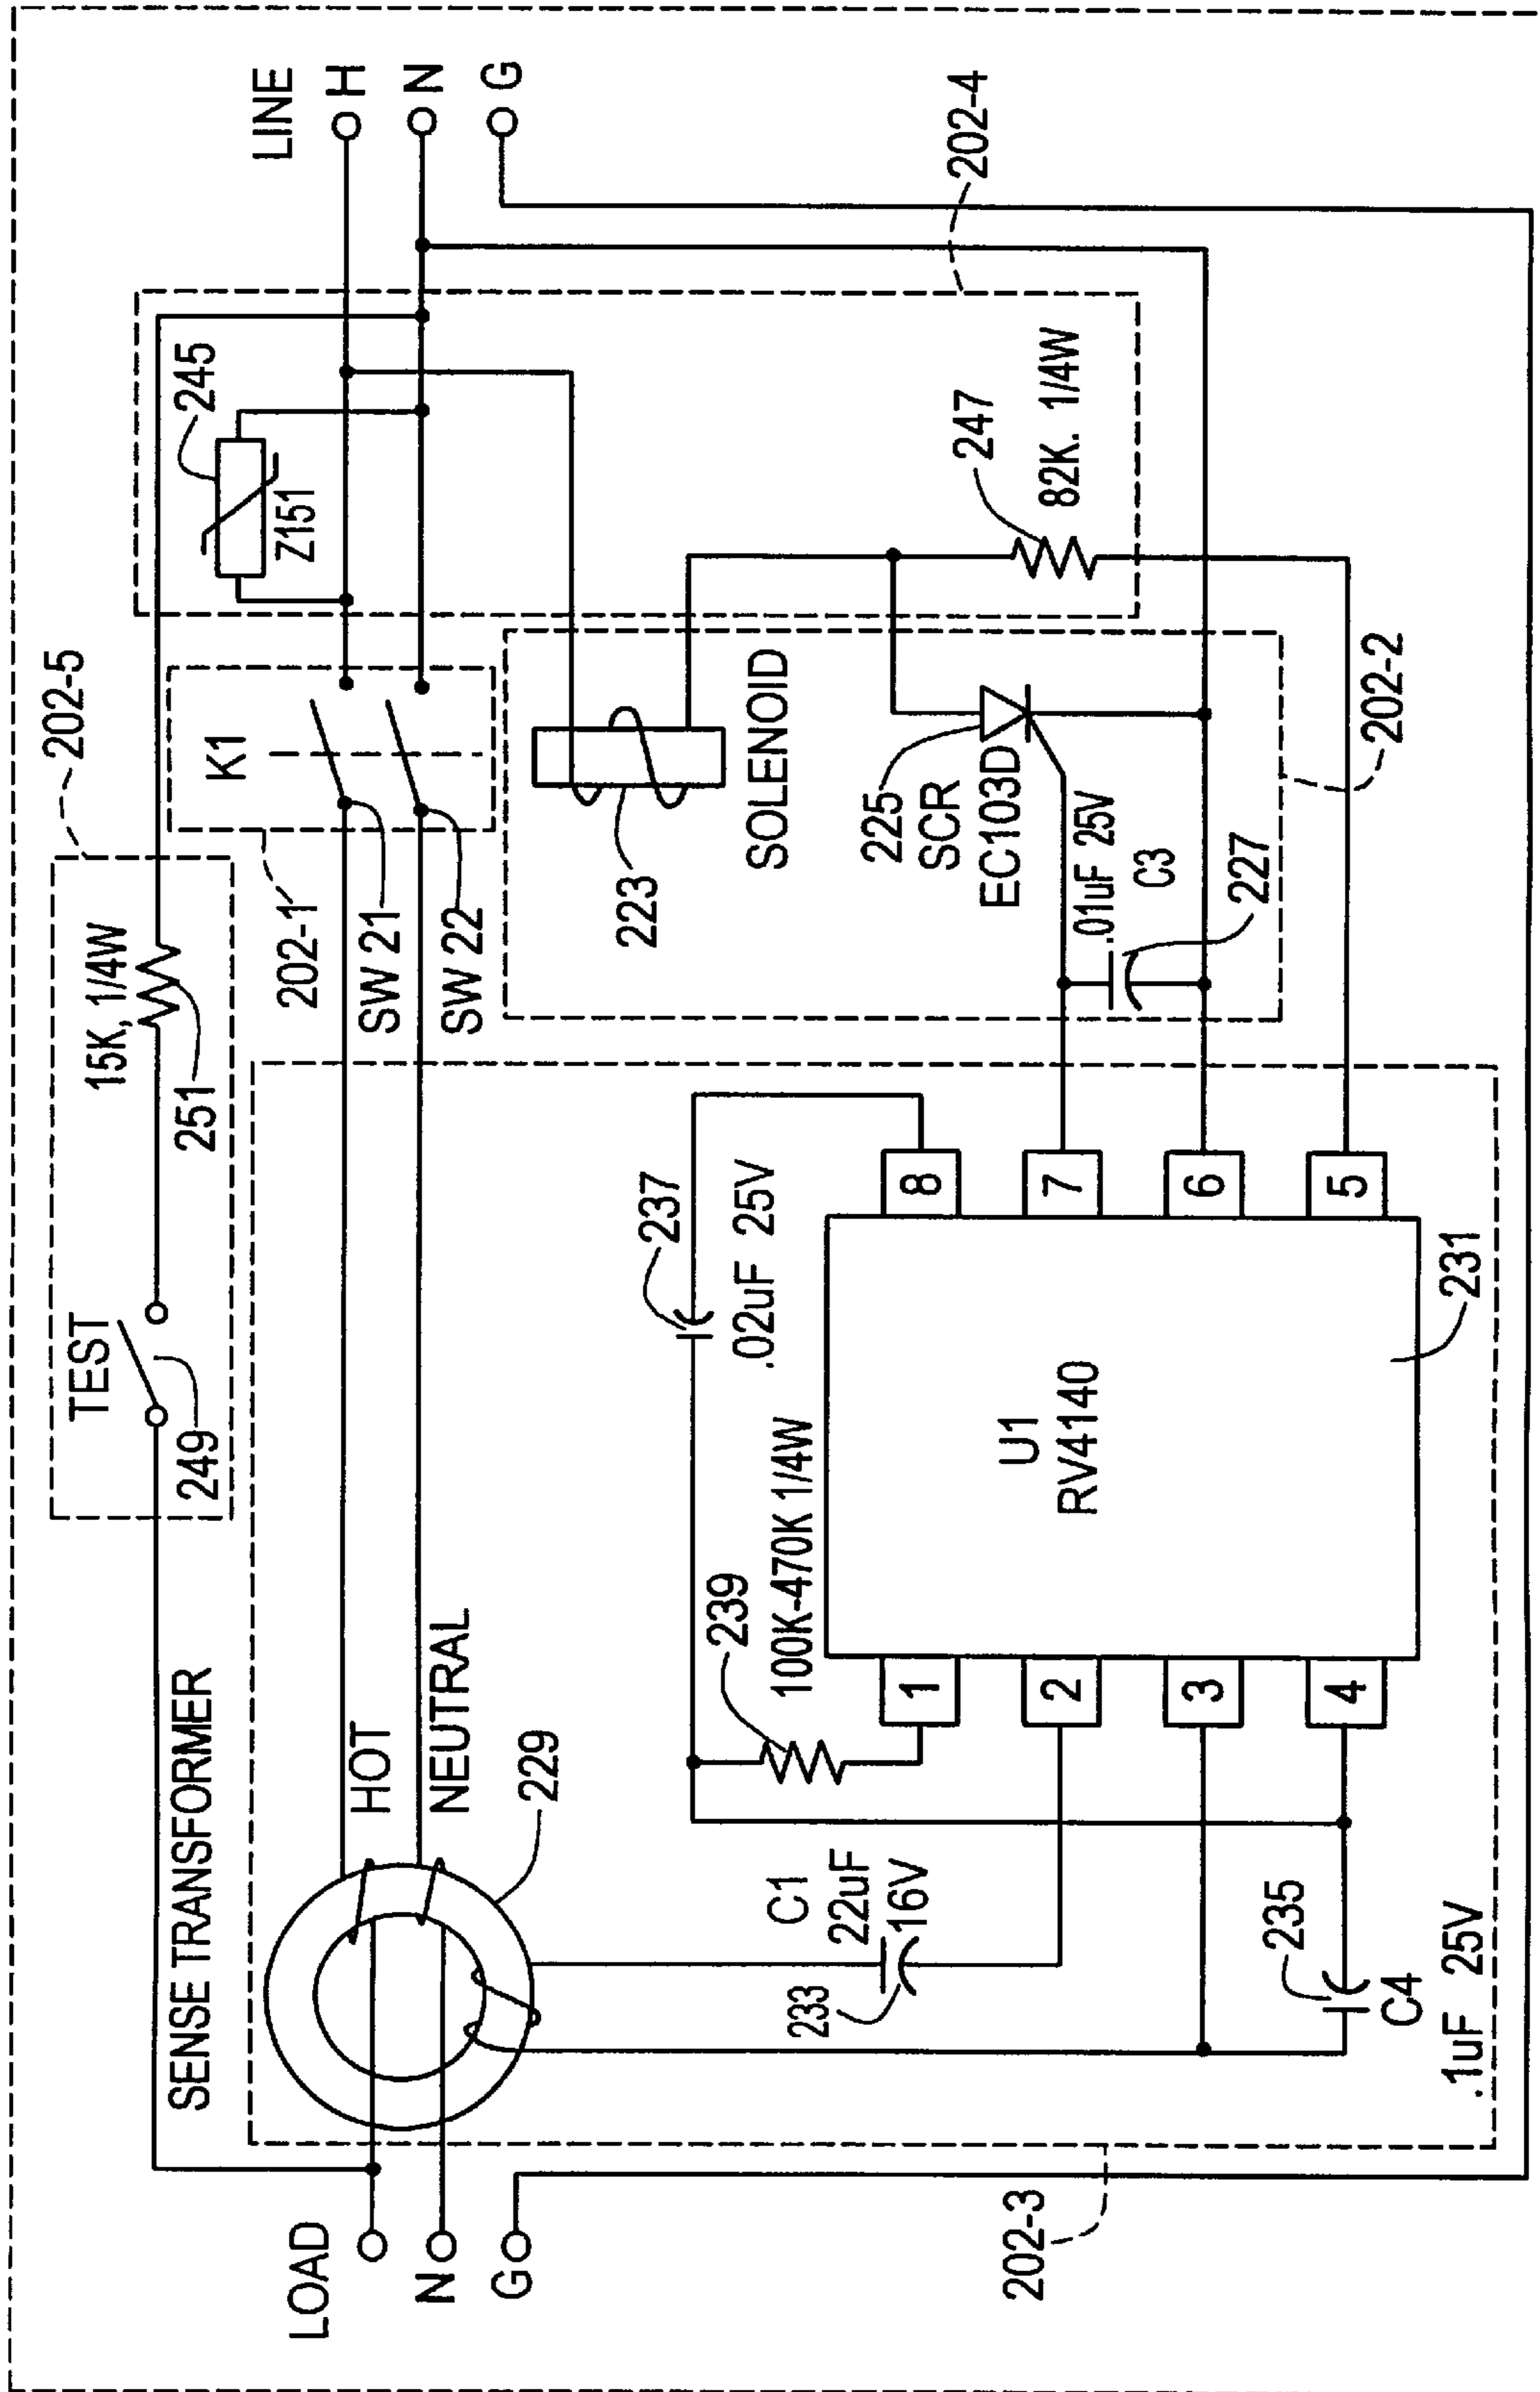 202-5
TEST
15K, 1/4W
245
LINE
249
251
Z151
H
SENSE TRANSFORMER
K1
N
LOAD
HOT
202-1
SW 21
G
N
NEUTRAL
SW 22
G
229
237
223
SOLENOID
202-4
239
.02uF 25V
100K-470K 1/4W
225
SCR
EC103D
247
82K. 1/4W
C1
22uF
16V
233
1
8
.01uF 25V
C3
227
U1
RV4140
2
7
3
6
235
C4
.1uF 25V
4
5
202-2
231
202-3